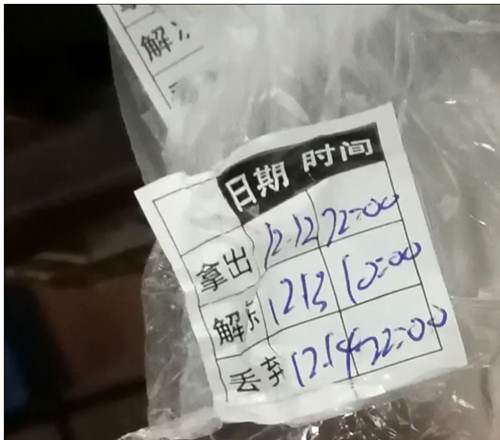 解
日期 时间
拿出 12.12 22:00
解冻 12.13 10:00
丢弃 12.14 22:00